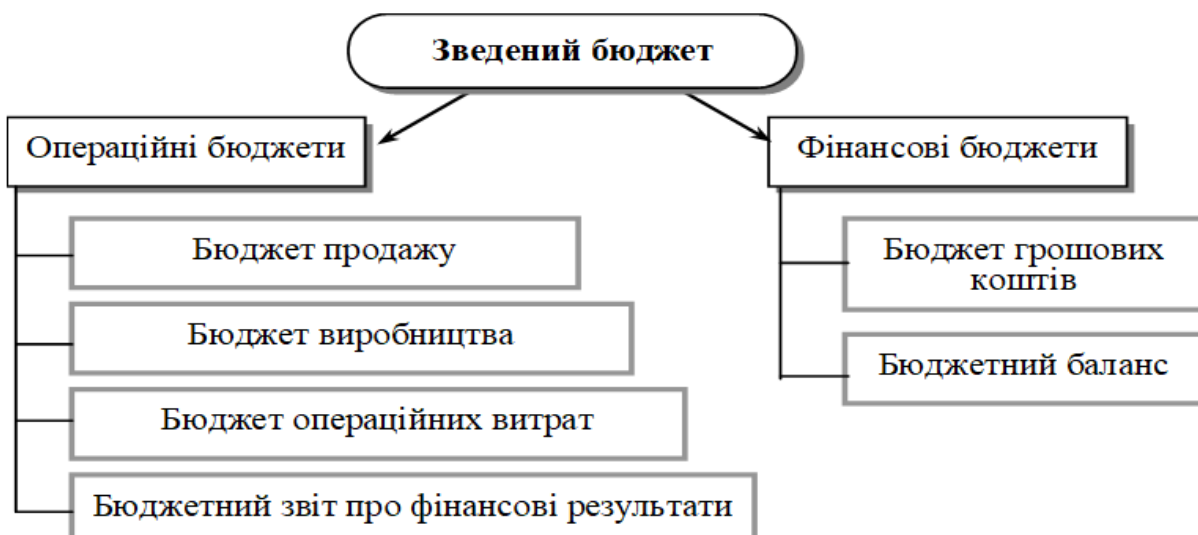 Зведений бюджет
Операційні бюджети
Бюджет продажу
Бюджет виробництва
Бюджет операційних витрат
Бюджетний звіт про фінансові результати
Фінансові бюджети
Бюджет грошових
коштів
Бюджетний баланс